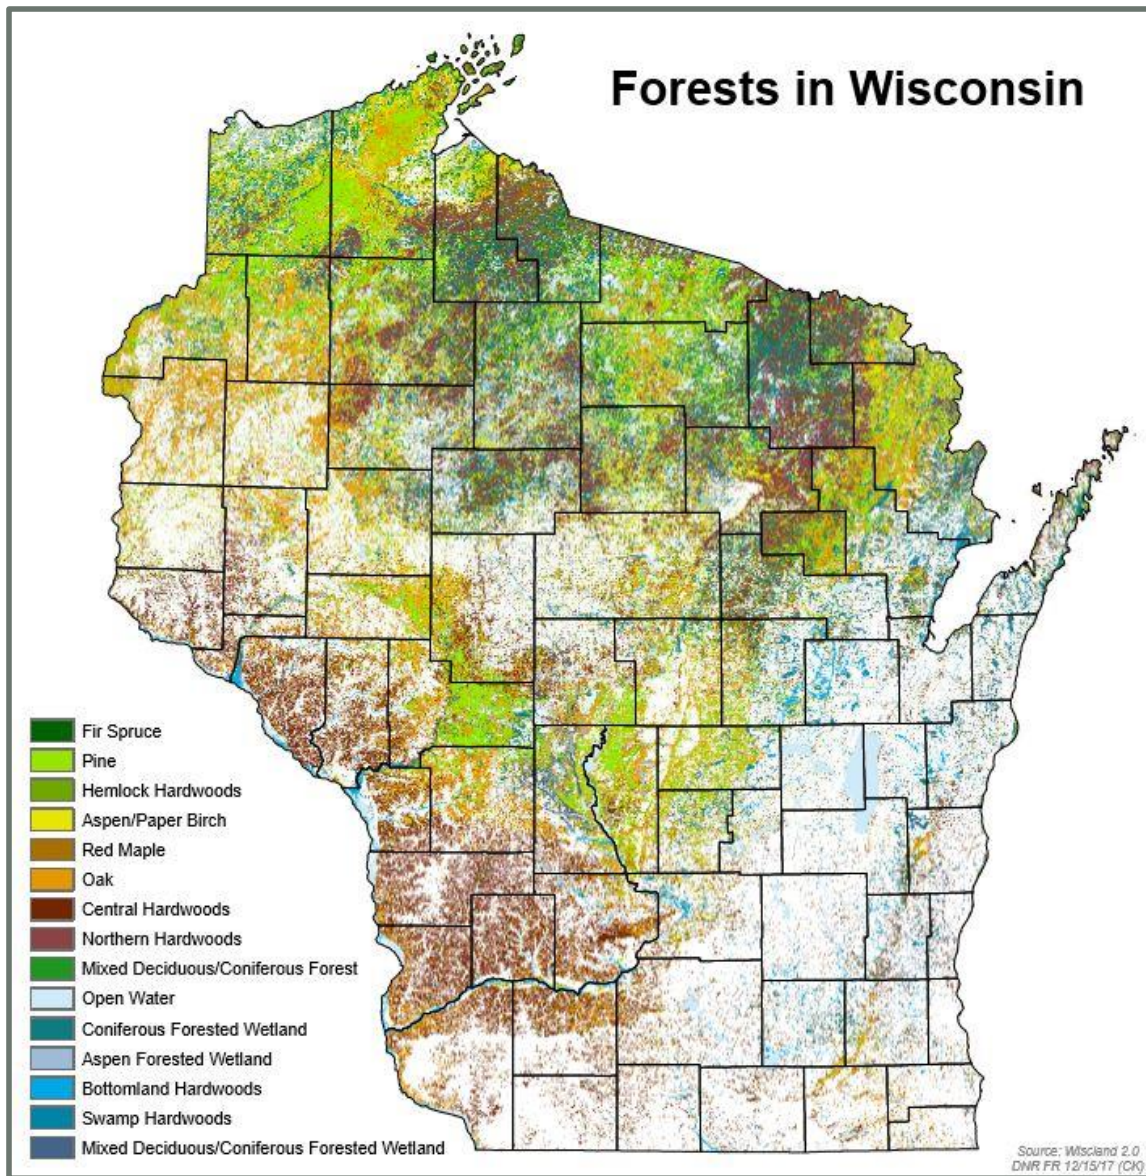 Forests in Wisconsin
Fir Spruce
Pine
Hemlock Hardwoods
Aspen/Paper Birch
Red Maple
Oak
Central Hardwoods
Northern Hardwoods
Mixed Deciduous/Coniferous Forest
Open Water
Coniferous Forested Wetland
Aspen Forested Wetland
Bottomland Hardwoods
Swamp Hardwoods
Mixed Deciduous/Coniferous Forested Wetland
Source: Wiscland 2.0
DNR FR 12/15/17 (CK)